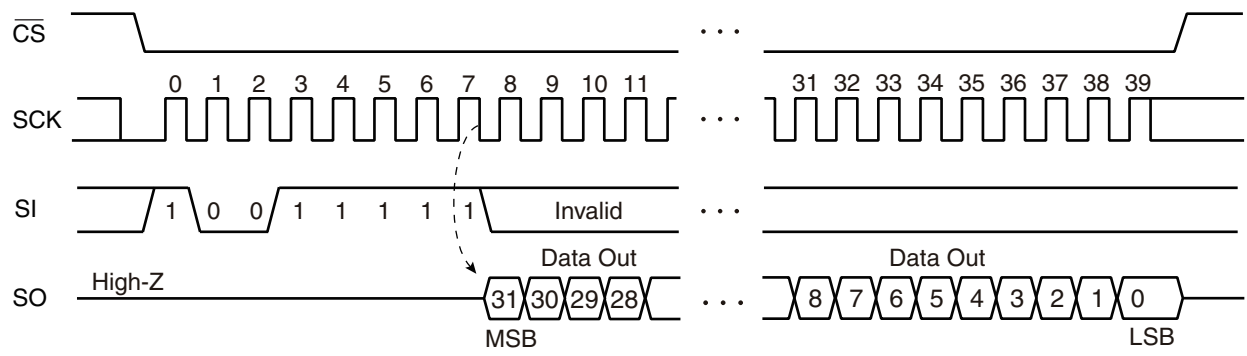 CS
0 1 2 3 4 5 6 7 8 9 10 11 31 32 33 34 35 36 37 38 39
SCK
SI 1 0 0 1 1 1 1 1 Invalid
Data Out Data Out
High-Z
SO 31 30 29 28 8 7 6 5 4 3 2 1 0
MSB LSB